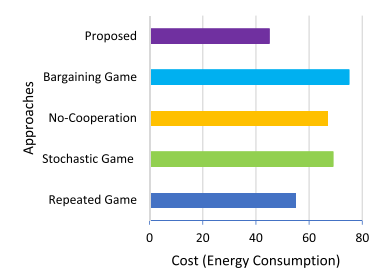 Proposed
Bargaining Game
No-Cooperation
Stochastic Game
Repeated Game
Approaches
0 20 40 60 80
Cost (Energy Consumption)